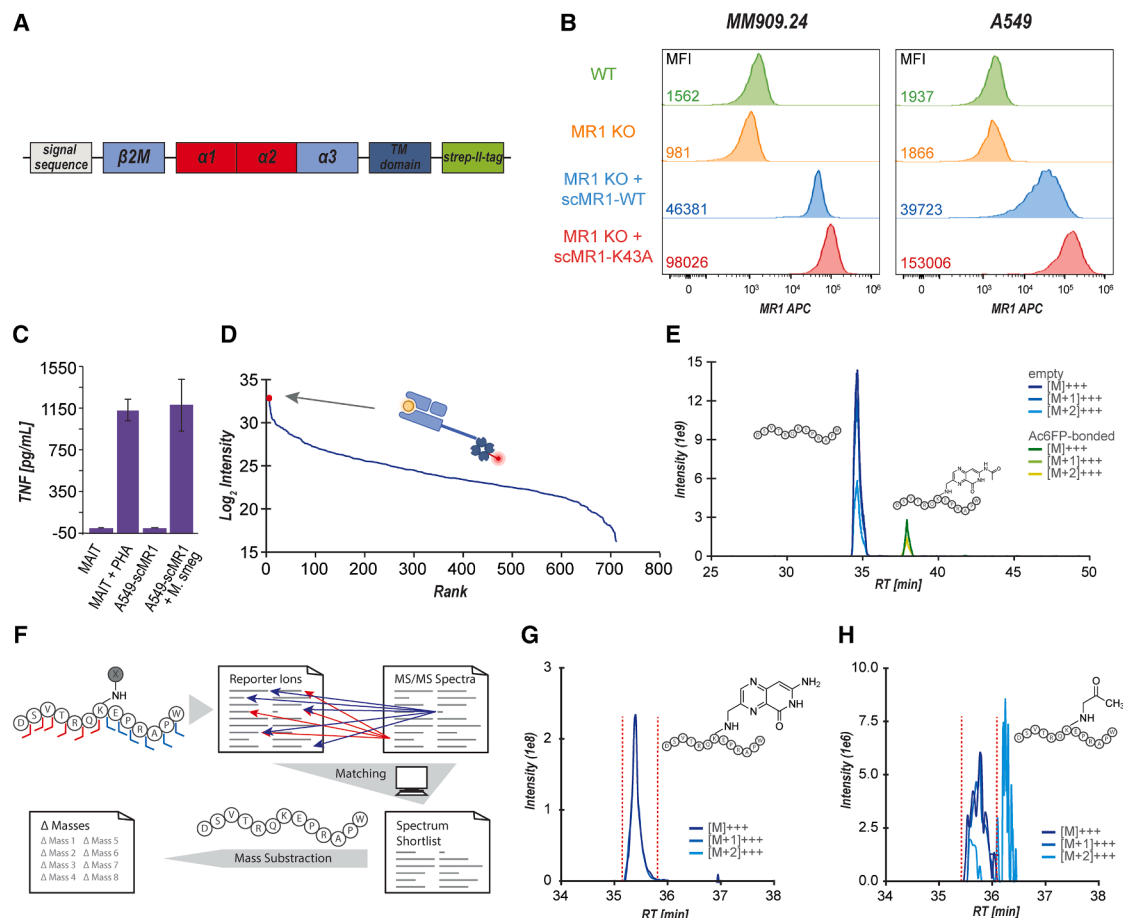 A
signal
sequence
β2M
α1
α2
α3
TM
domain
strep-II-tag
B
MM909.24
A549
WT
MR1 KO
MR1 KO +
scMR1-WT
MR1 KO +
scMR1-K43A
MFI
1562
981
46381
98026
0 10³ 10⁴ 10⁵ 10⁶
MR1 APC
MFI
1937
1866
39723
153006
0 10³ 10⁴ 10⁵ 10⁶
MR1 APC
C
TNF [pg/mL]
1550
1150
750
350
-50
MAIT
MAIT + PHA
A549-scMR1
A549-scMR1
+ M. smeg
D
Log₂ Intensity
35
30
25
20
15
0 100 200 300 400 500 600 700 800
Rank
E
Intensity (1e9)
15
12
9
6
3
0
25 30 35 40 45 50
RT [min]
empty
[M]+++
[M+1]+++
[M+2]+++
Ac6FP-bonded
[M]+++
[M+1]+++
[M+2]+++
F
X
NH
D S V T R Q K E P R A P W
Reporter Ions
MS/MS Spectra
Matching
Spectrum
Shortlist
D S V T R Q K E P R A P W
Mass Substraction
Δ Masses
Δ Mass 1 Δ Mass 5
Δ Mass 2 Δ Mass 6
Δ Mass 3 Δ Mass 7
Δ Mass 4 Δ Mass 8
G
Intensity (1e8)
3
2
1
0
34 35 36 37 38
RT [min]
N
N
NH₂
NH
O
NH
D S V T R Q K E P R A P W
[M]+++
[M+1]+++
[M+2]+++
H
Intensity (1e6)
10.0
7.5
5.0
2.5
0
34 35 36 37 38
RT [min]
O
CH₃
NH
D S V T R Q K E P R A P W
[M]+++
[M+1]+++
[M+2]+++